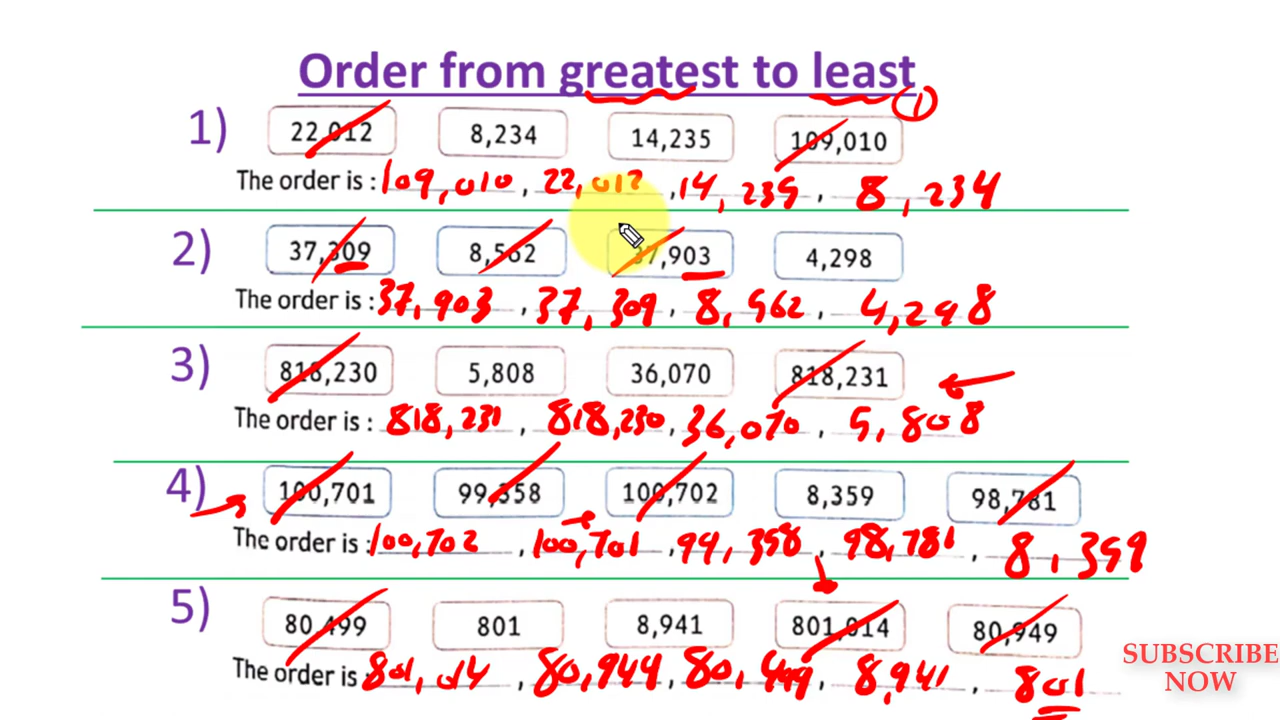 Order from greatest to least
1
1) 22,012 8,234 14,235 109,010
The order is : 109,010, 22,012, 14,235, 8,234
2) 37,309 8,562 37,903 4,298
The order is : 37,903, 37,309, 8,562, 4,298
3) 818,230 5,808 36,070 818,231
The order is : 818,231, 818,230, 36,070, 5,808
4) 100,701 99,358 100,702 8,359 98,781
The order is : 100,702, 100,701, 99,358, 98,781, 8,359
5) 80,499 801 8,941 801,014 80,949
The order is : 801,014, 80,949, 80,499, 8,941, 801
SUBSCRIBE
NOW